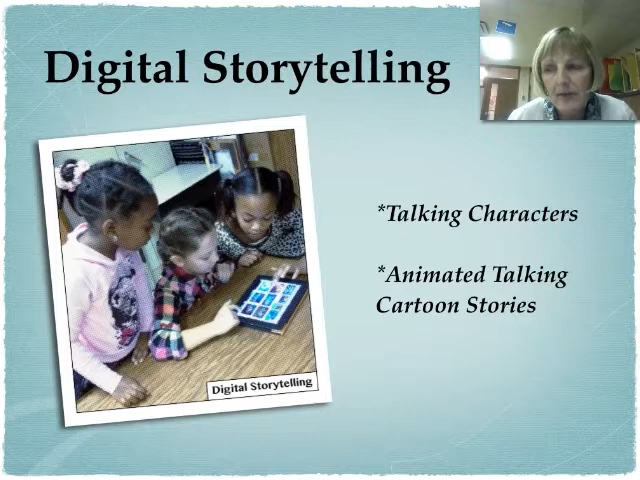 Digital Storytelling
*Talking Characters
*Animated Talking
Cartoon Stories
Digital Storytelling